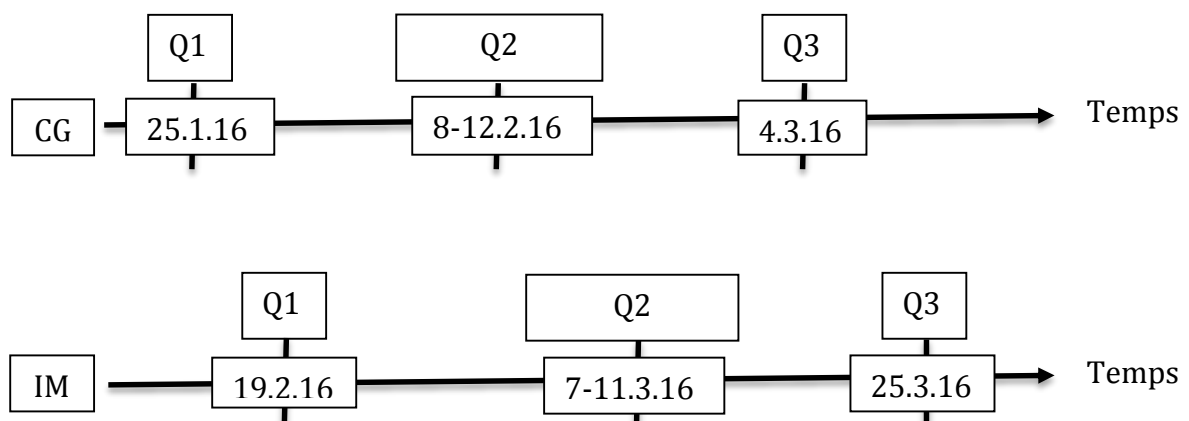 Q1 Q2 Q3
CG 25.1.16 8-12.2.16 4.3.16 Temps
Q1 Q2 Q3
IM 19.2.16 7-11.3.16 25.3.16 Temps